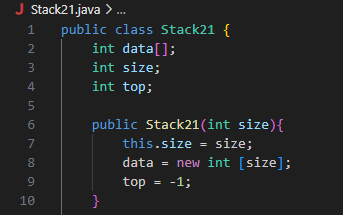 J Stack21.java > ...
1 public class Stack21 {
2     int data[];
3     int size;
4     int top;
5
6     public Stack21(int size){
7         this.size = size;
8         data = new int [size];
9         top = -1;
10     }